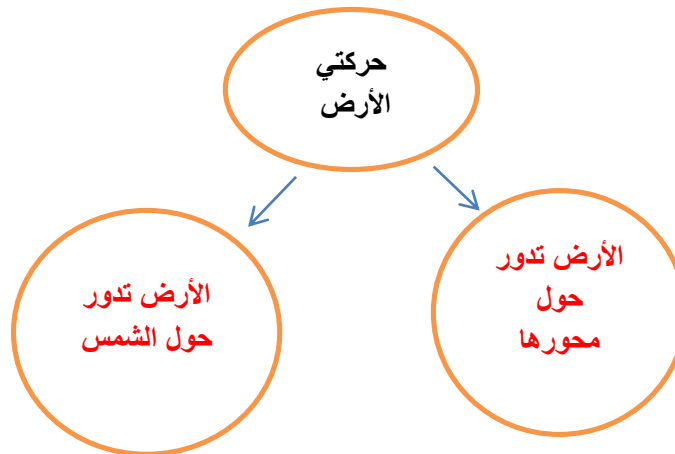 حركتي
الأرض
الأرض تدور
حول
محورها
الأرض تدور
حول الشمس